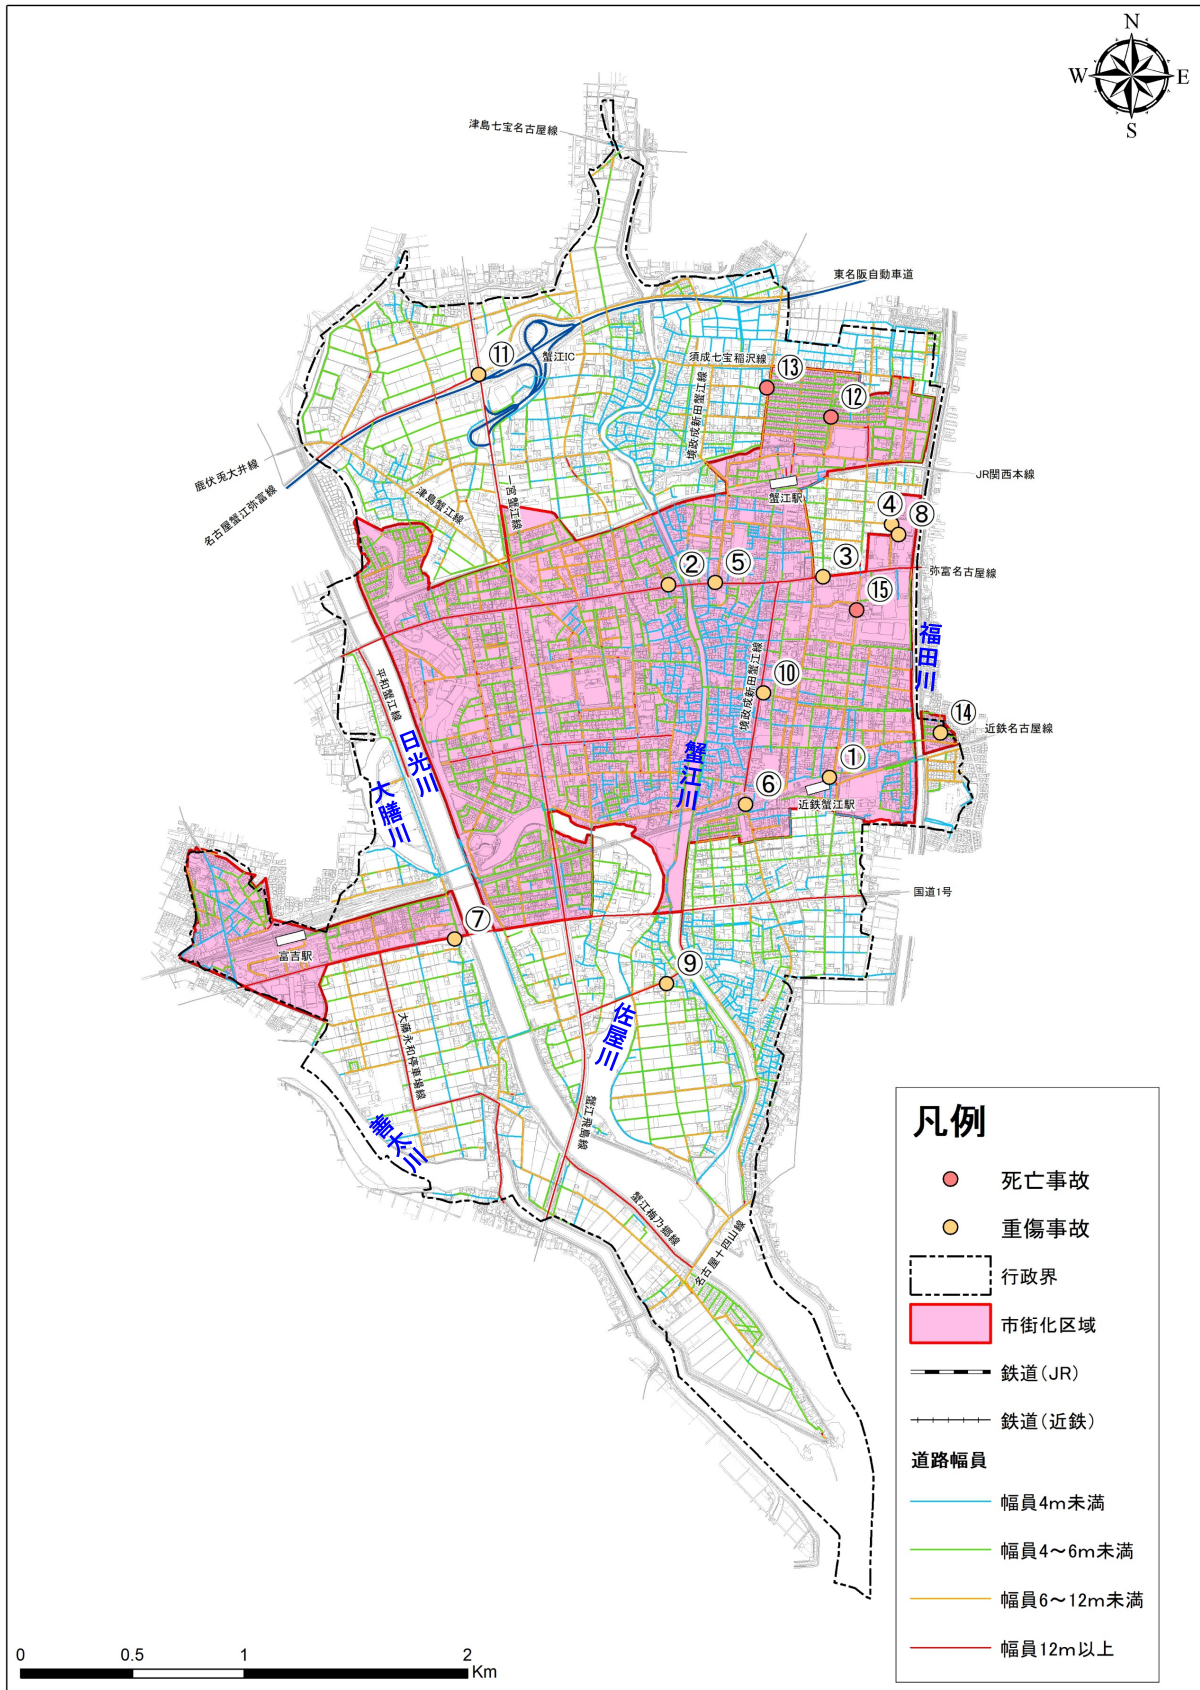 N
W
E
S
津島七宝名古屋線
東名阪自動車道
⑪
蟹江IC
須成七宝稲沢線
⑬
⑫
境政成新田蟹江線
鹿伏兎大井線
名古屋蟹江弥富線
津島蟹江線
一宮蟹江線
JR関西本線
蟹江駅
④
⑧
②
⑤
③
弥富名古屋線
⑮
福田川
平和蟹江線
境政成新田蟹江線
⑩
⑭
近鉄名古屋線
日光川
蟹江川
①
大膳川
⑥
近鉄蟹江駅
国道1号
⑦
富吉駅
⑨
佐屋川
大藤永和停車場線
善太川
蟹江飛島線
蟹江梅乃郷線
名古屋十四山線
凡例
死亡事故
重傷事故
行政界
市街化区域
鉄道(JR)
鉄道(近鉄)
道路幅員
幅員4m未満
幅員4～6m未満
幅員6～12m未満
幅員12m以上
0 0.5 1 2
Km